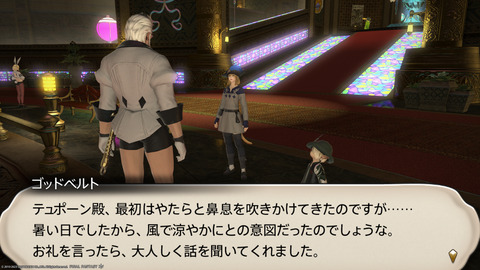 ゴッドベルト
テュポーン殿、最初はやたらと鼻息を吹きかけてきたのですが……
暑い日でしたから、風で涼やかにとの意図だったのでしょうな。
お礼を言ったら、大人しく話を聞いてくれました。